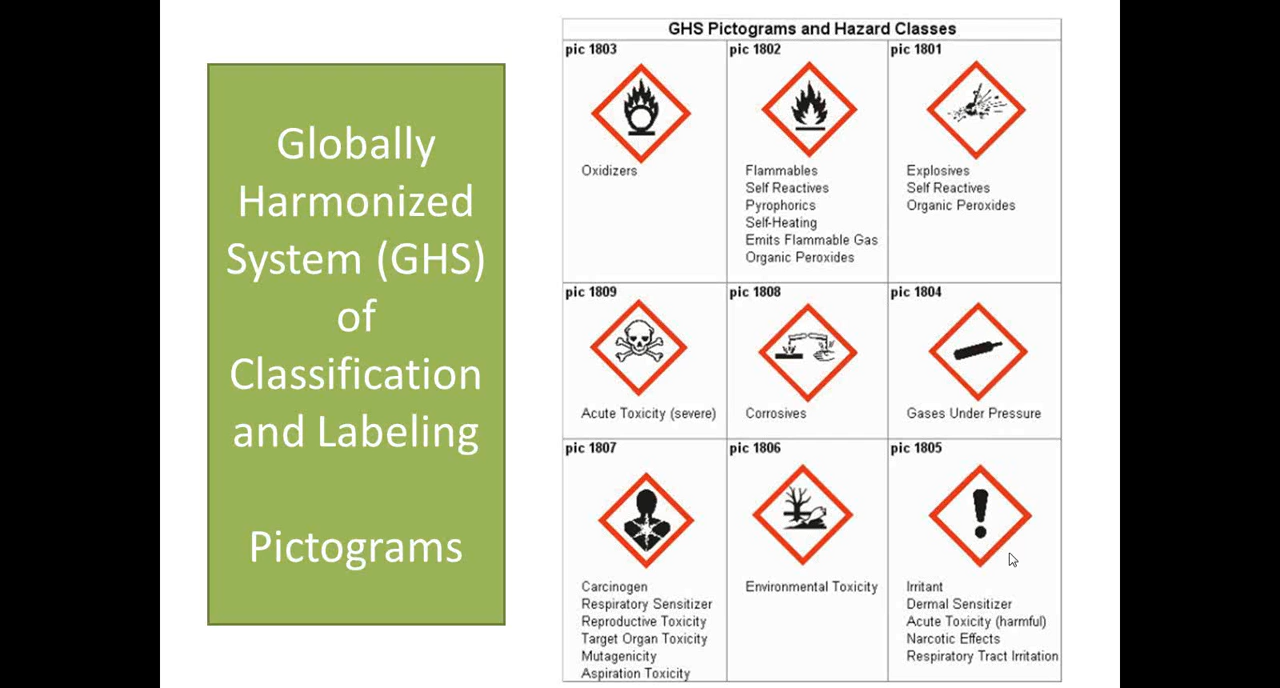 Globally
Harmonized
System (GHS)
of
Classification
and Labeling
Pictograms
GHS Pictograms and Hazard Classes
pic 1803
Oxidizers
pic 1802
Flammables
Self Reactives
Pyrophorics
Self-Heating
Emits Flammable Gas
Organic Peroxides
pic 1801
Explosives
Self Reactives
Organic Peroxides
pic 1809
Acute Toxicity (severe)
pic 1808
Corrosives
pic 1804
Gases Under Pressure
pic 1807
Carcinogen
Respiratory Sensitizer
Reproductive Toxicity
Target Organ Toxicity
Mutagenicity
Aspiration Toxicity
pic 1806
Environmental Toxicity
pic 1805
Irritant
Dermal Sensitizer
Acute Toxicity (harmful)
Narcotic Effects
Respiratory Tract Irritation